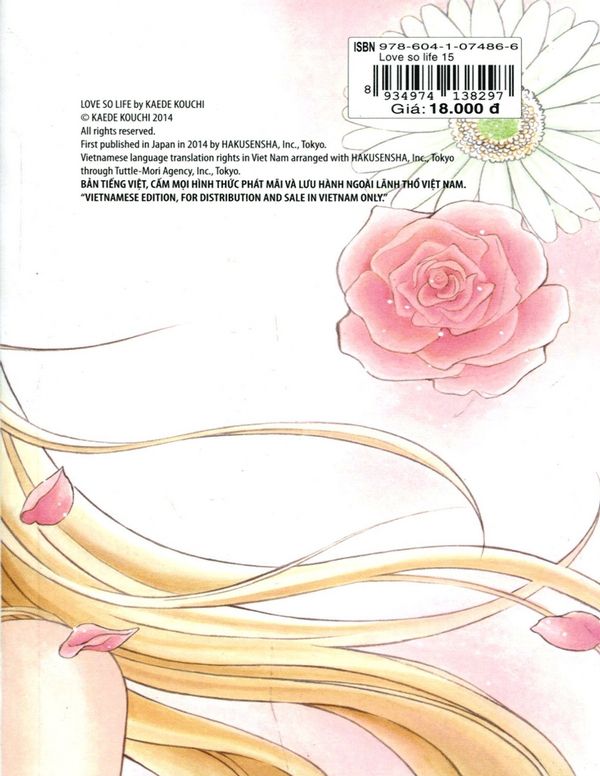 ISBN 978-604-1-07486-6
Love so life 15
8 934974 138297
Giá: 18.000 đ
LOVE SO LIFE by KAEDE KOUCHI
© KAEDE KOUCHI 2014
All rights reserved.
First published in Japan in 2014 by HAKUSENSHA, Inc., Tokyo.
Vietnamese language translation rights in Viet Nam arranged with HAKUSENSHA, Inc., Tokyo
through Tuttle-Mori Agency, Inc., Tokyo.
BẢN TIẾNG VIỆT, CẤM MỌI HÌNH THỨC PHÁT MÃI VÀ LƯU HÀNH NGOÀI LÃNH THỔ VIỆT NAM.
“VIETNAMESE EDITION, FOR DISTRIBUTION AND SALE IN VIETNAM ONLY.”